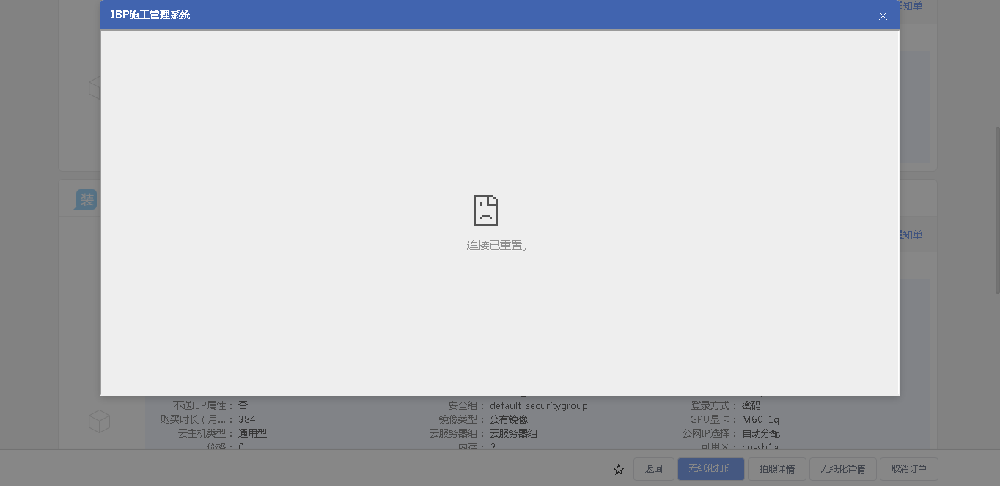 IBP施工管理系统
通知单
装
通知单
连接已重置。
不送IBP属性： 否 安全组： default_securitygroup 登录方式： 密码
购买时长（月...： 384 镜像类型： 公有镜像 GPU显卡： M60_1q
云主机类型： 通用型 云服务器组： 云服务器组 公网IP选择： 自动分配
价格： 0 内存： 2 可用区： cn-sh1a
返回 无纸化打印 拍照详情 无纸化详情 取消订单